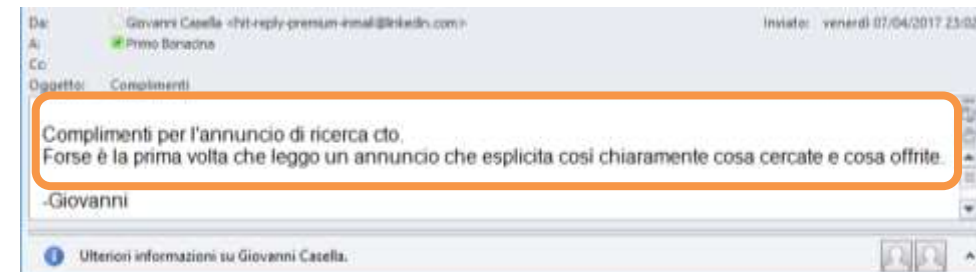 Da: Giovanni Casella <hit-reply-premium-inmail@linkedin.com> Inviato: venerdì 07/04/2017 23:02
A: Primo Bonacina
Cc
Oggetto: Complimenti
Complimenti per l'annuncio di ricerca cto.
Forse è la prima volta che leggo un annuncio che esplicita così chiaramente cosa cercate e cosa offrite.
-Giovanni
Ulteriori informazioni su Giovanni Casella.